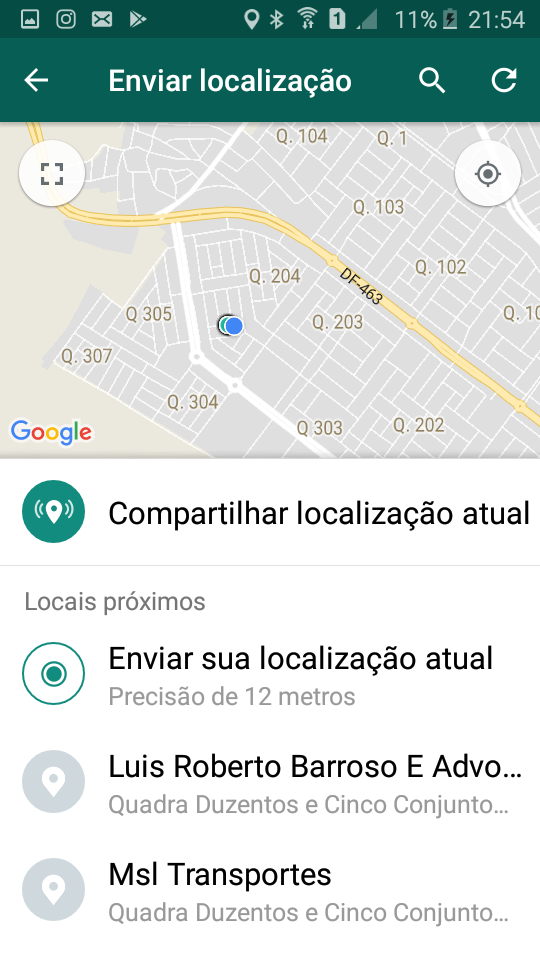 1 11% 21:54
Enviar localização
Q. 104
Q. 1
Q. 103
Q. 102
Q. 204
DF-463
Q 305
Q. 203
Q. 10
Q. 307
Q. 304
Q 303
Q. 202
Google
Compartilhar localização atual
Locais próximos
Enviar sua localização atual
Precisão de 12 metros
Luis Roberto Barroso E Advo...
Quadra Duzentos e Cinco Conjunto...
Msl Transportes
Quadra Duzentos e Cinco Conjunto...